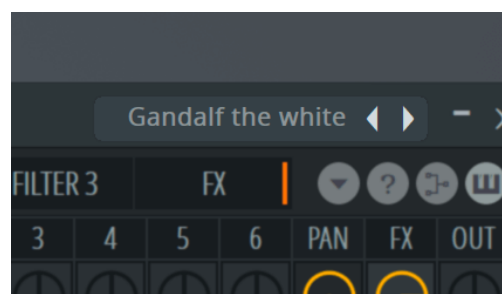 Gandalf the white
FILTER 3 FX
?
3 4 5 6 PAN FX OUT